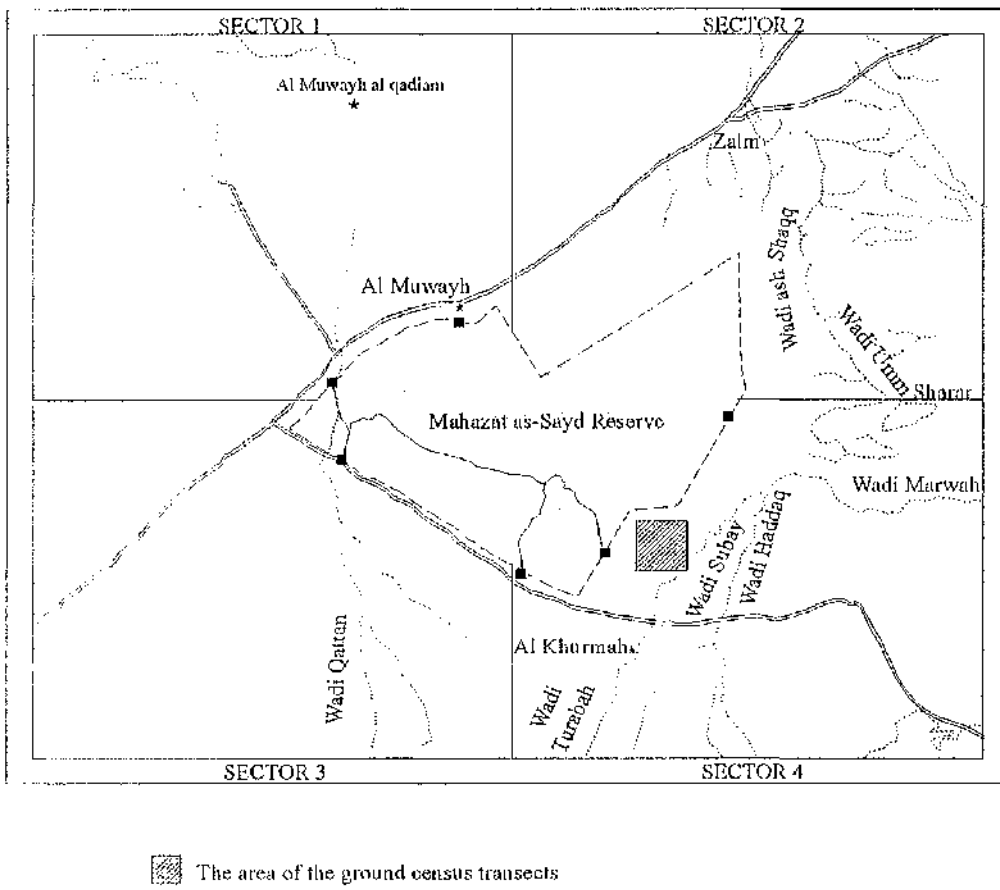 SECTOR 1
SECTOR 2
Al Muwayh al qadiam
Zalm
Wadi ash Shaqq
Al Muwayh
Wadi Umm Sharar
Mahazat as-Sayd Reserve
Wadi Marwah
Wadi Subay
Wadi Haddaq
Wadi Qattan
Al Khurmah
Wadi
Turabah
SECTOR 3
SECTOR 4
The area of the ground census transects